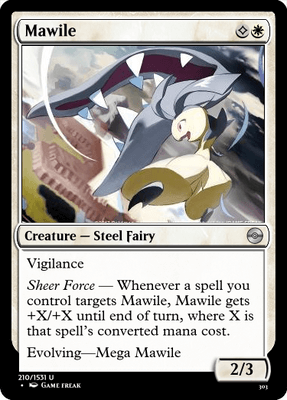 Mawile
Creature — Steel Fairy
Vigilance
Sheer Force — Whenever a spell you
control targets Mawile, Mawile gets
+X/+X until end of turn, where X is
that spell's converted mana cost.
Evolving—Mega Mawile
2/3
210/1531 U
• GAME FREAK
303